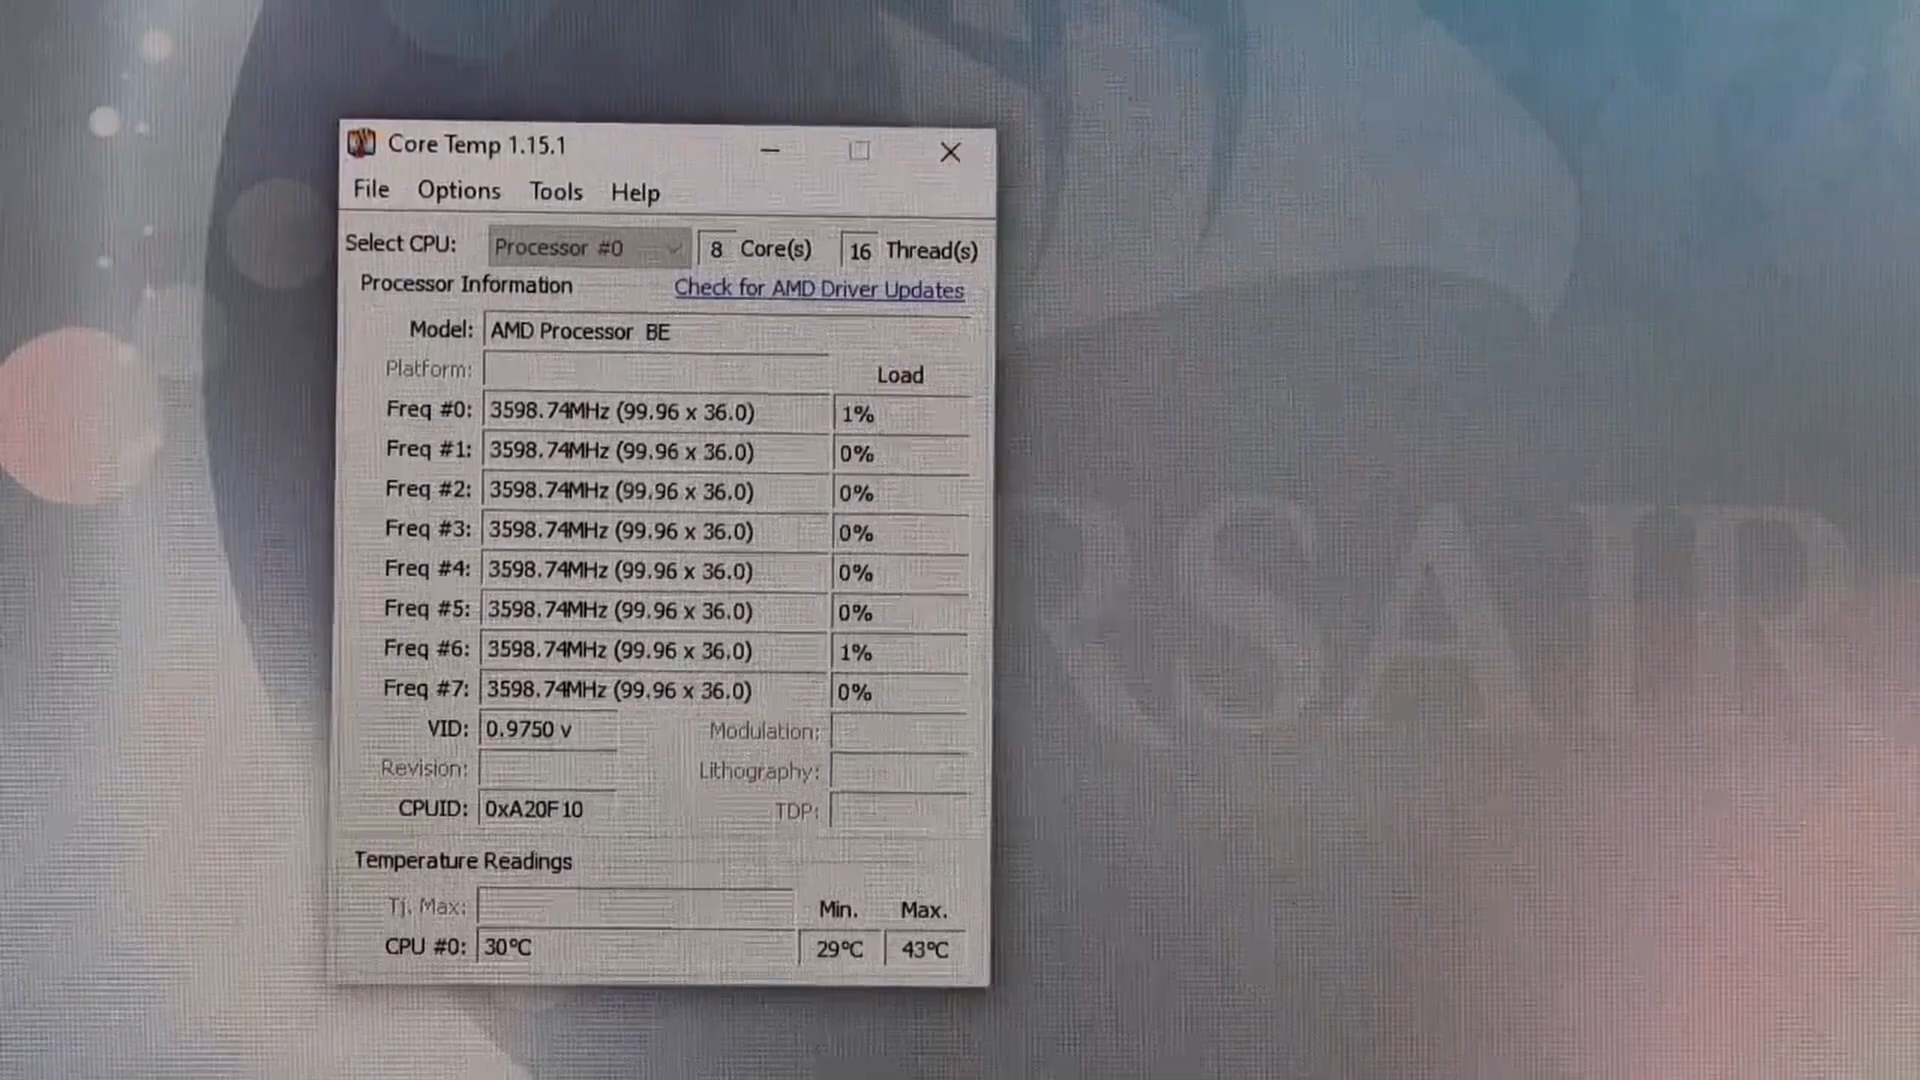 Core Temp 1.15.1
File Options Tools Help
Select CPU: Processor #0 8 Core(s) 16 Thread(s)
Processor Information Check for AMD Driver Updates
Model: AMD Processor BE
Platform:
Load
Freq #0: 3598.74MHz (99.96 x 36.0) 1%
Freq #1: 3598.74MHz (99.96 x 36.0) 0%
Freq #2: 3598.74MHz (99.96 x 36.0) 0%
Freq #3: 3598.74MHz (99.96 x 36.0) 0%
Freq #4: 3598.74MHz (99.96 x 36.0) 0%
Freq #5: 3598.74MHz (99.96 x 36.0) 0%
Freq #6: 3598.74MHz (99.96 x 36.0) 1%
Freq #7: 3598.74MHz (99.96 x 36.0) 0%
VID: 0.9750 v Modulation:
Revision: Lithography:
CPUID: 0xA20F10 TDP:
Temperature Readings
Tj. Max: Min. Max.
CPU #0: 30°C 29°C 43°C
RSAIR